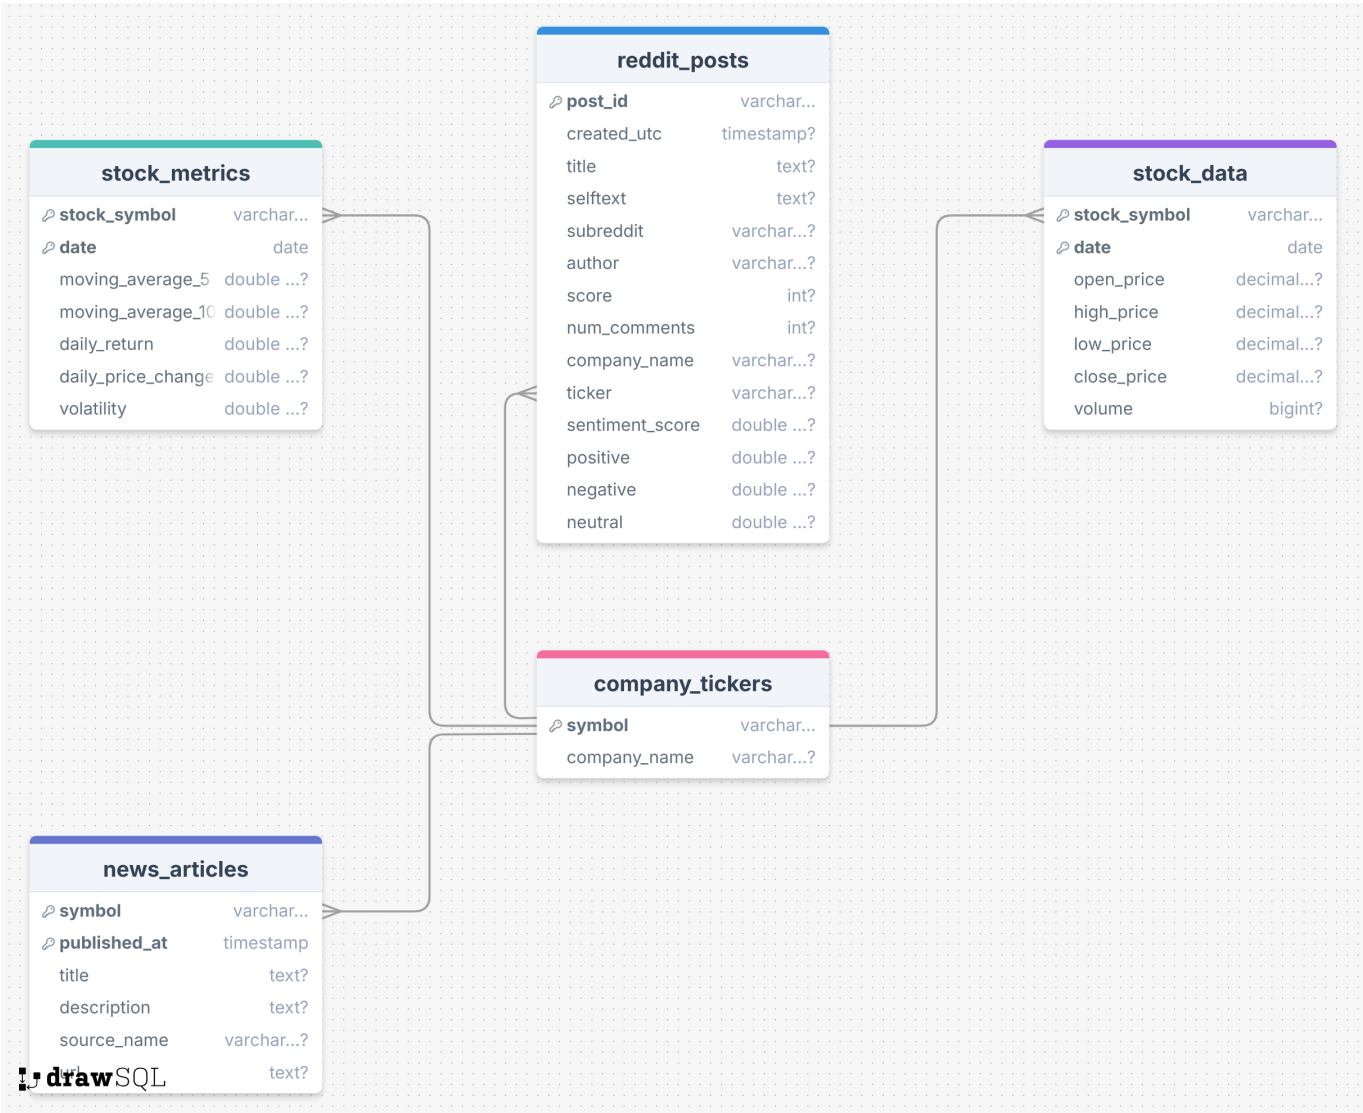 reddit_posts
post_id varchar...
created_utc timestamp?
title text?
selftext text?
subreddit varchar...?
author varchar...?
score int?
num_comments int?
company_name varchar...?
ticker varchar...?
sentiment_score double ...?
positive double ...?
negative double ...?
neutral double ...?
stock_metrics
stock_symbol varchar...
date date
moving_average_5 double ...?
moving_average_10 double ...?
daily_return double ...?
daily_price_change double ...?
volatility double ...?
stock_data
stock_symbol varchar...
date date
open_price decimal...?
high_price decimal...?
low_price decimal...?
close_price decimal...?
volume bigint?
company_tickers
symbol varchar...
company_name varchar...?
news_articles
symbol varchar...
published_at timestamp
title text?
description text?
source_name varchar...?
url text?
drawSQL